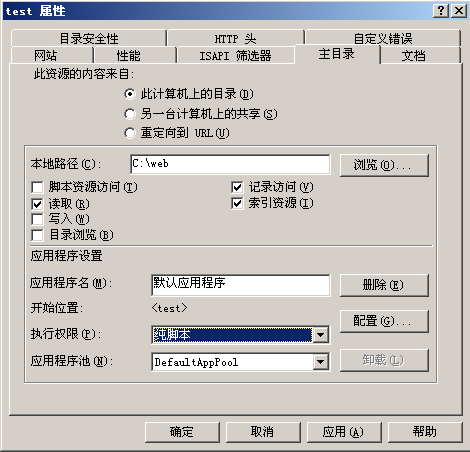 test 属性
目录安全性 HTTP 头 自定义错误
网站 性能 ISAPI 筛选器 主目录 文档
此资源的内容来自:
此计算机上的目录(D)
另一台计算机上的共享(S)
重定向到 URL(U)
本地路径(C): C:\web 浏览(O)...
脚本资源访问(T) 记录访问(V)
读取(R) 索引资源(I)
写入(W)
目录浏览(B)
应用程序设置
应用程序名(M): 默认应用程序 删除(E)
开始位置: <test>
执行权限(P): 纯脚本 配置(G)...
应用程序池(N): DefaultAppPool 卸载(L)
确定 取消 应用(A) 帮助